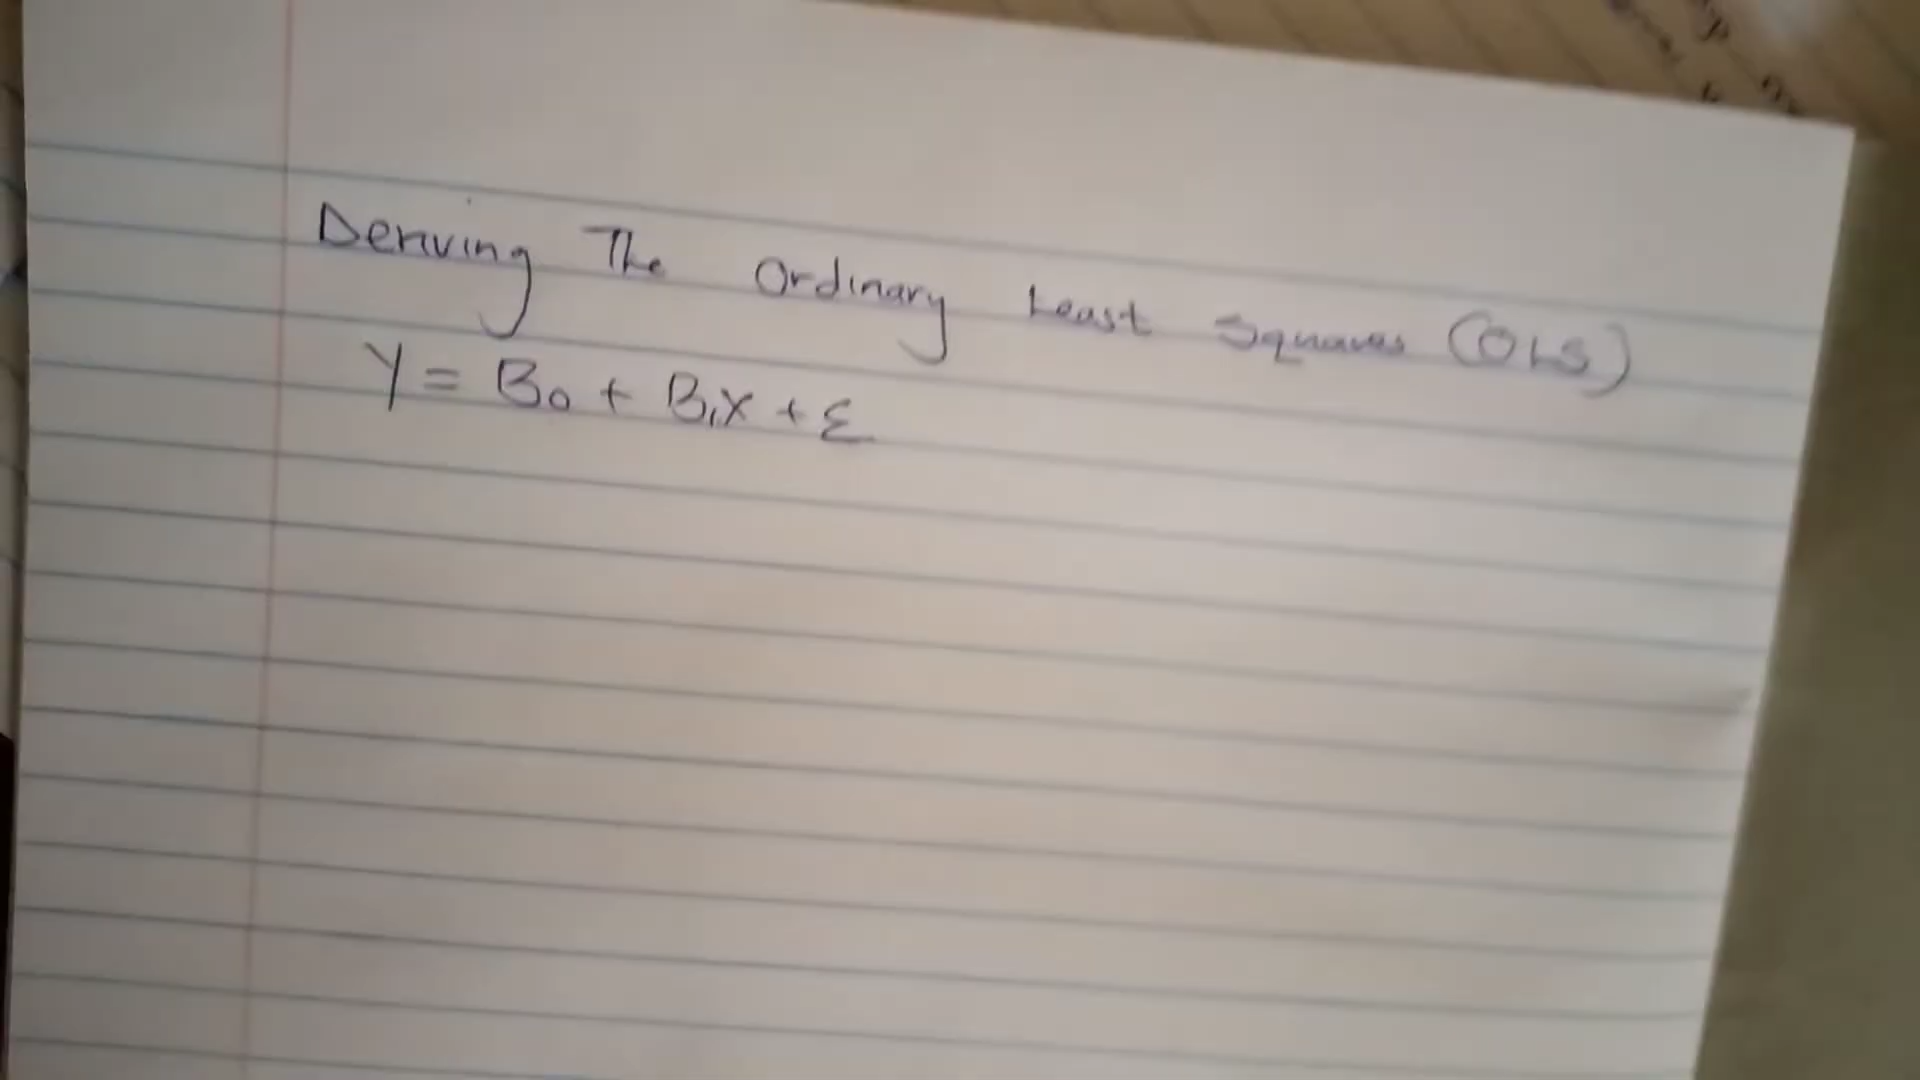 Deriving The Ordinary Least Squares (OLS)
Y = B₀ + B₁X + ε